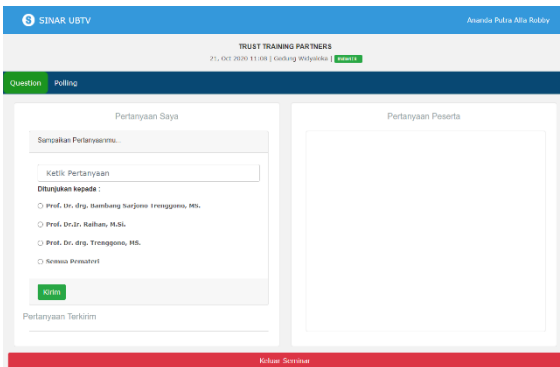 S SINAR UBTV
Ananda Putra Alfa Robby
TRUST TRAINING PARTNERS
21, Oct 2020 11:08 | Gedung Widyaloka |
Question Polling
Pertanyaan Saya
Sampaikan Pertanyaanmu...
Ketik Pertanyaan
Ditunjukan kepada :
Prof. Dr. drg. Bambang Sarjono Trenggono, MS.
Prof. Dr.Ir. Raihan, M.Si.
Prof. Dr. drg. Trenggono, MS.
Semua Pemateri
Kirim
Pertanyaan Terkirim
Pertanyaan Peserta
Keluar Seminar